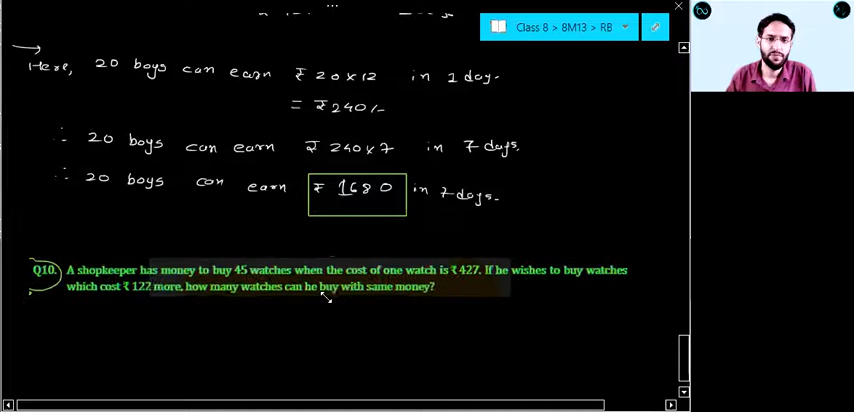 Class 8 > 8M13 > RB
Here, 20 boys can earn ₹ 20 × 12 in 1 day.
= ₹ 240/-
∴ 20 boys can earn ₹ 240 × 7 in 7 days.
∴ 20 boys can earn ₹ 1680 in 7 days.
Q10. A shopkeeper has money to buy 45 watches when the cost of one watch is ₹ 427. If he wishes to buy watches
which cost ₹ 122 more, how many watches can he buy with same money?